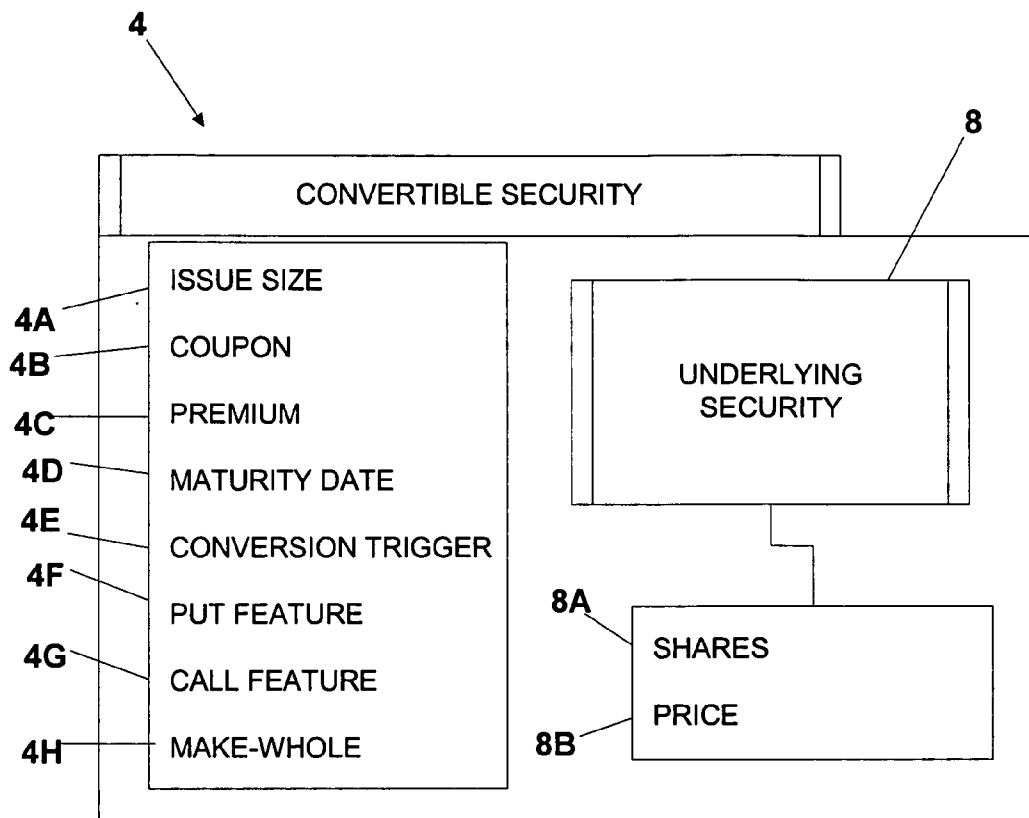 4
8
CONVERTIBLE SECURITY
ISSUE SIZE
4A
COUPON
4B
PREMIUM
4C
MATURITY DATE
4D
CONVERSION TRIGGER
4E
PUT FEATURE
4F
CALL FEATURE
4G
MAKE-WHOLE
4H
UNDERLYING
SECURITY
8A
SHARES
PRICE
8B